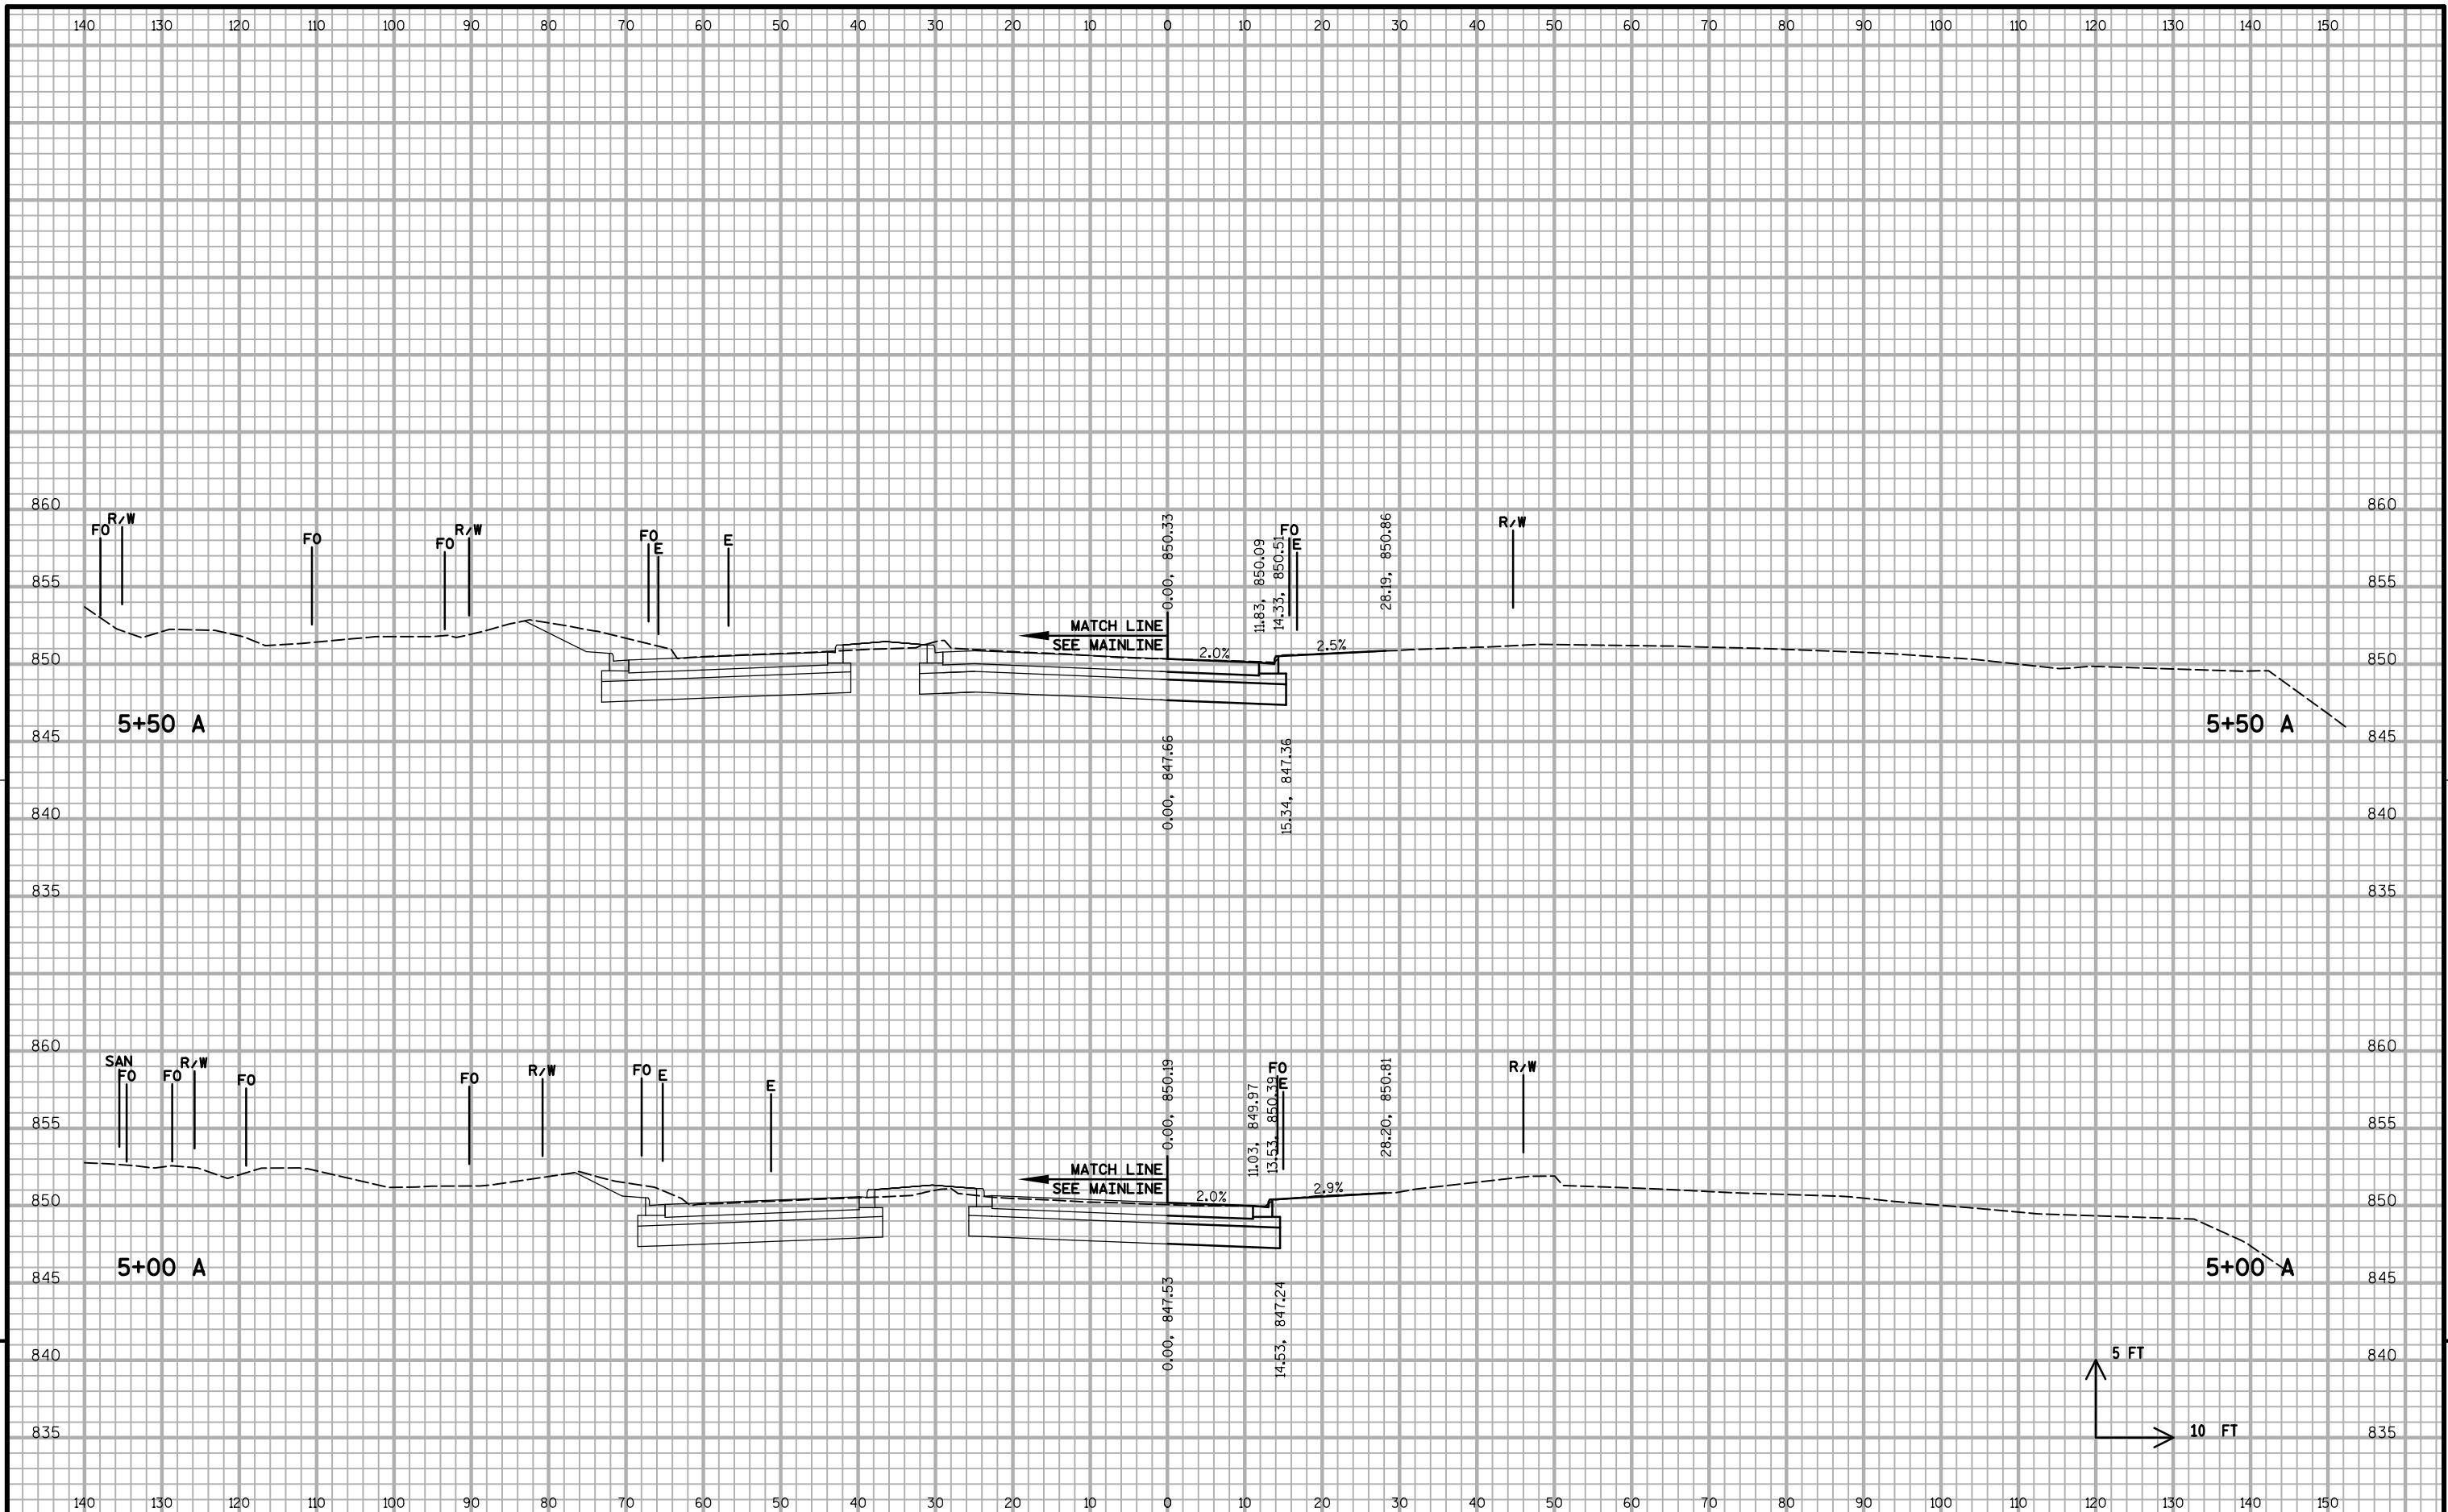 140 130 120 110 100 90 80 70 60 50 40 30 20 10 0 10 20 30 40 50 60 70 80 90 100 110 120 130 140 150
860 860
FO R/W FO FO R/W FO E E FO E R/W
0.00, 850.33
11.83, 850.09
14.33, 850.51
28.19, 850.86
855 855
MATCH LINE
SEE MAINLINE
2.0% 2.5%
850 850
5+50 A 5+50 A
845 845
0.00, 847.66
15.34, 847.36
840 840
835 835
860 860
SAN FO FO R/W FO FO R/W FO E E FO E R/W
0.00, 850.19
11.03, 849.97
13.53, 850.39
28.20, 850.81
855 855
MATCH LINE
SEE MAINLINE
2.0% 2.9%
850 850
5+00 A 5+00 A
845 845
0.00, 847.53
14.53, 847.24
840 5 FT 840
835 10 FT 835
140 130 120 110 100 90 80 70 60 50 40 30 20 10 0 10 20 30 40 50 60 70 80 90 100 110 120 130 140 150